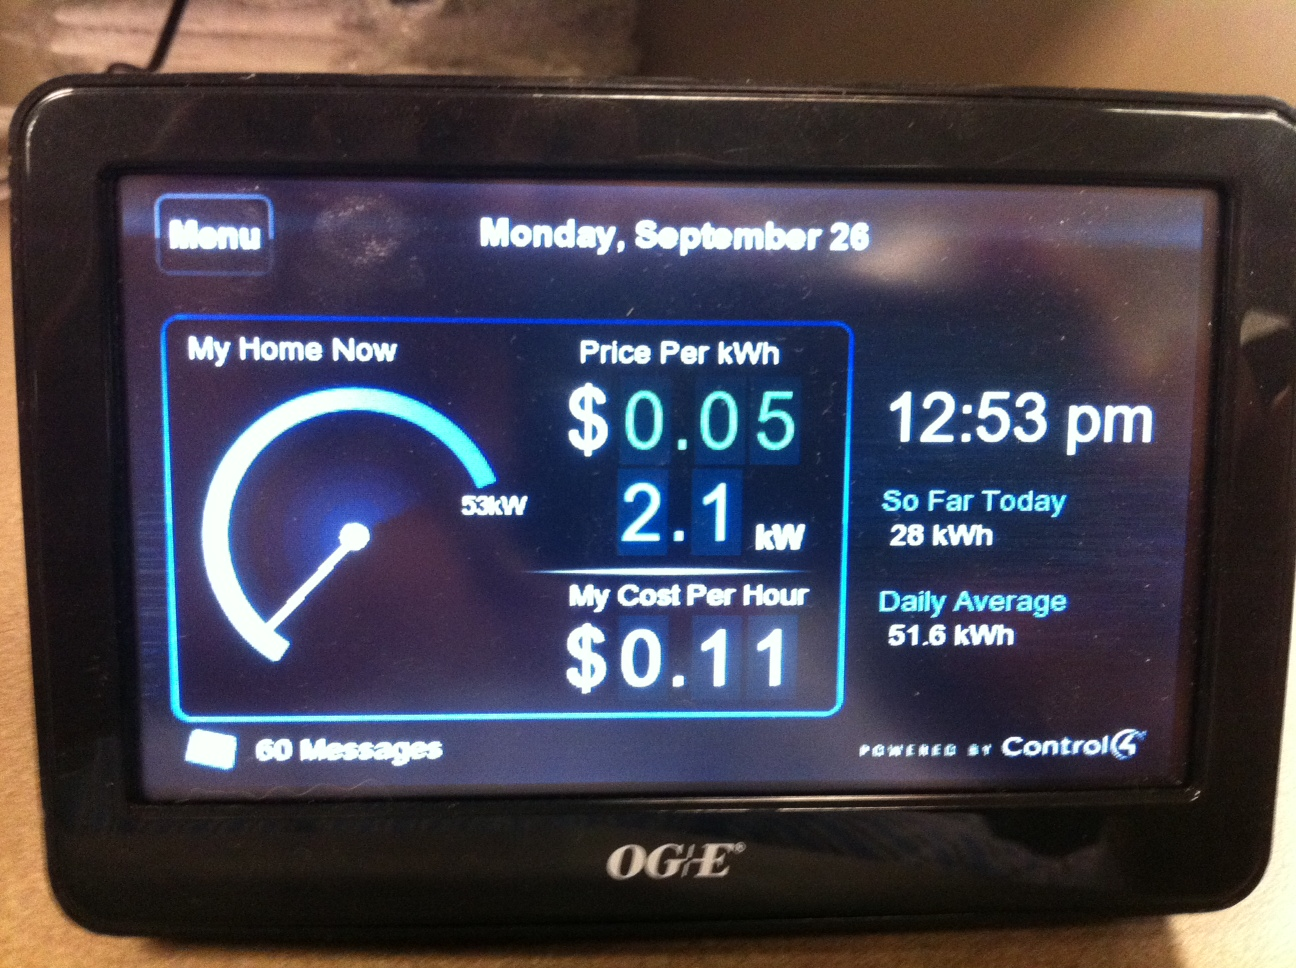 Menu
Monday, September 26
My Home Now
53kW
Price Per kWh
$0.05
2.1 kW
My Cost Per Hour
$0.11
12:53 pm
So Far Today
28 kWh
Daily Average
51.6 kWh
60 Messages
POWERED BY Control4
OG+E®